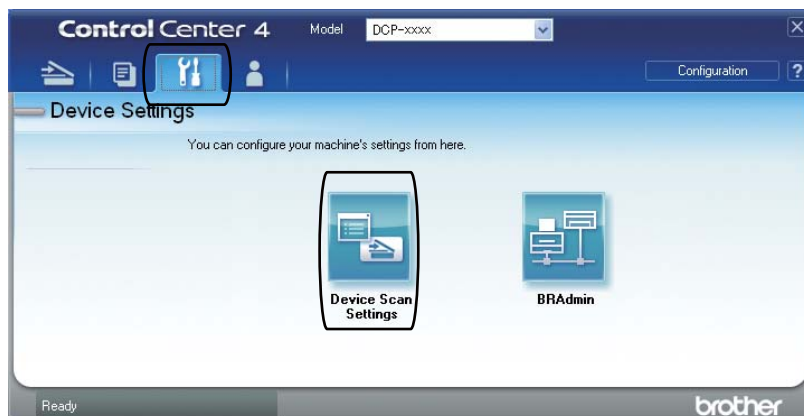 Control Center 4 Model DCP-xxxx
Configuration ?
Device Settings
You can configure your machine's settings from here.
Device Scan
Settings
BRAdmin
Ready
brother